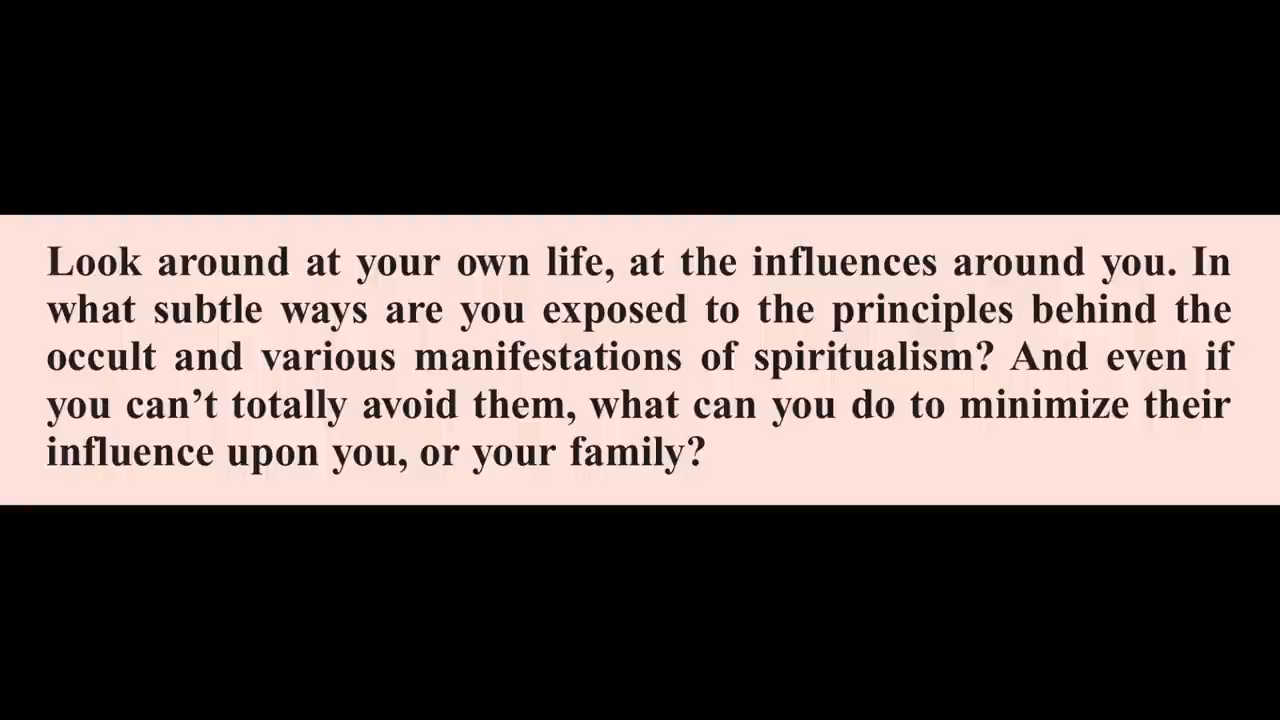 Look around at your own life, at the influences around you. In
what subtle ways are you exposed to the principles behind the
occult and various manifestations of spiritualism? And even if
you can’t totally avoid them, what can you do to minimize their
influence upon you, or your family?